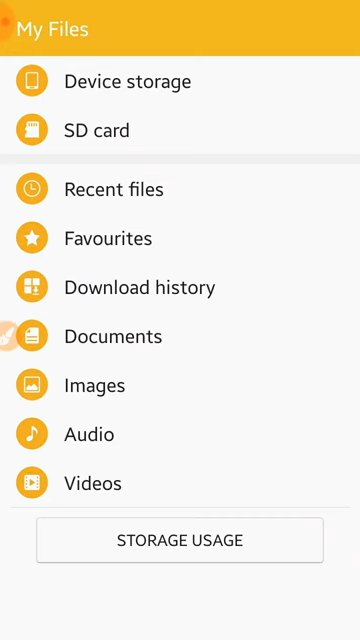 My Files
Device storage
SD card
Recent files
Favourites
Download history
Documents
Images
Audio
Videos
STORAGE USAGE